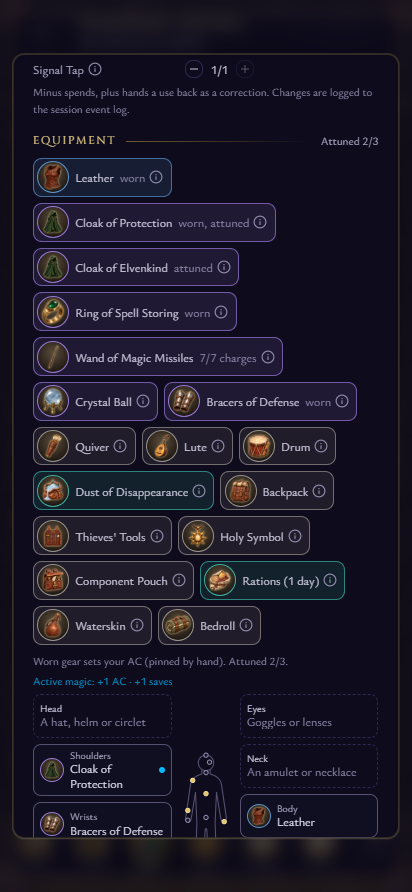 Signal Tap 1/1
Minus spends, plus hands a use back as a correction. Changes are logged to
the session event log.
EQUIPMENT Attuned 2/3
Leather worn
Cloak of Protection worn, attuned
Cloak of Elvenkind attuned
Ring of Spell Storing worn
Wand of Magic Missiles 7/7 charges
Crystal Ball Bracers of Defense worn
Quiver Lute Drum
Dust of Disappearance Backpack
Thieves' Tools Holy Symbol
Component Pouch Rations (1 day)
Waterskin Bedroll
Worn gear sets your AC (pinned by hand). Attuned 2/3.
Active magic: +1 AC · +1 saves
Head
A hat, helm or circlet
Eyes
Goggles or lenses
Shoulders
Cloak of
Protection
Neck
An amulet or necklace
Wrists
Bracers of Defense
Body
Leather